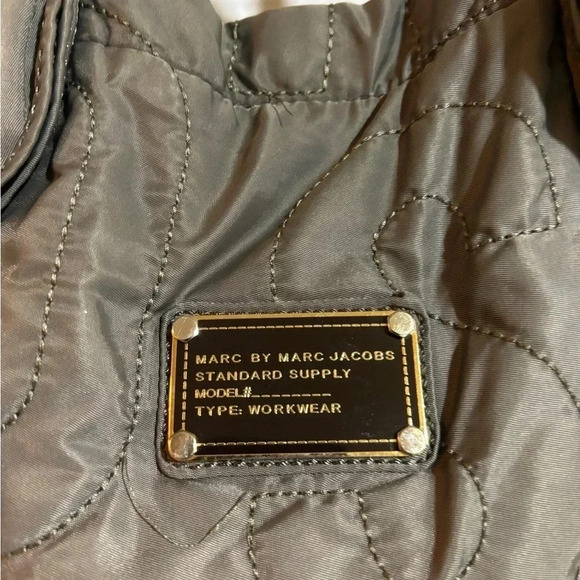 MARC BY MARC JACOBS
STANDARD SUPPLY
MODEL#________
TYPE: WORKWEAR